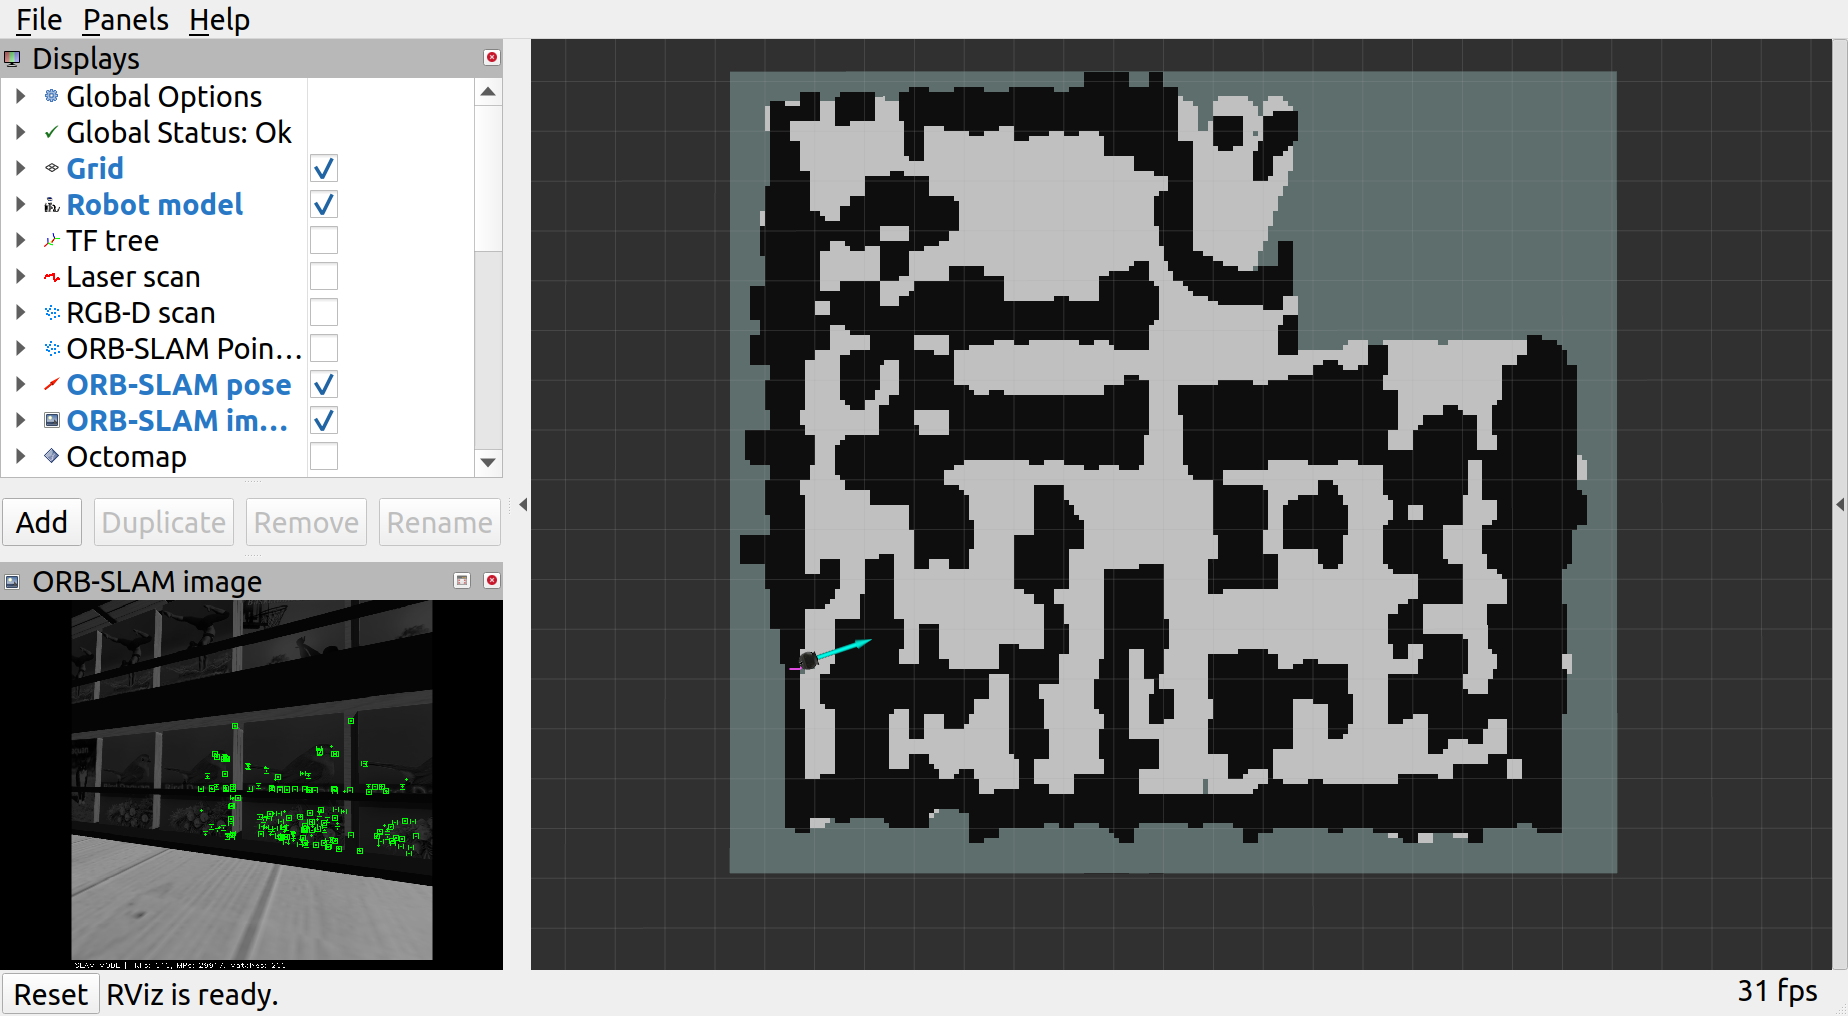 File Panels Help
Displays
Global Options
Global Status: Ok
Grid
Robot model
TF tree
Laser scan
RGB-D scan
ORB-SLAM Poin...
ORB-SLAM pose
ORB-SLAM im...
Octomap
Add Duplicate Remove Rename
ORB-SLAM image
SLAM MODE |
Reset RViz is ready.
31 fps